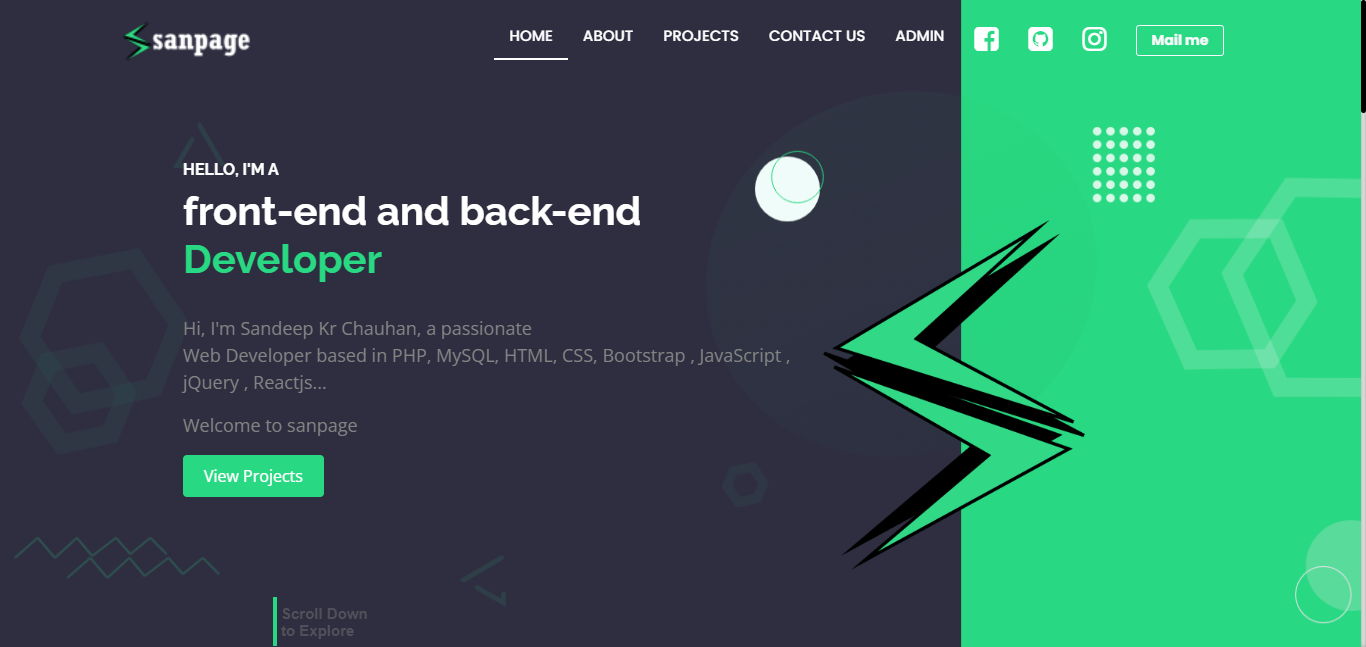 sanpage
HOME ABOUT PROJECTS CONTACT US ADMIN Mail me
HELLO, I'M A
front-end and back-end
Developer
Hi, I'm Sandeep Kr Chauhan, a passionate
Web Developer based in PHP, MySQL, HTML, CSS, Bootstrap , JavaScript ,
jQuery , Reactjs...
Welcome to sanpage
View Projects
Scroll Down
to Explore